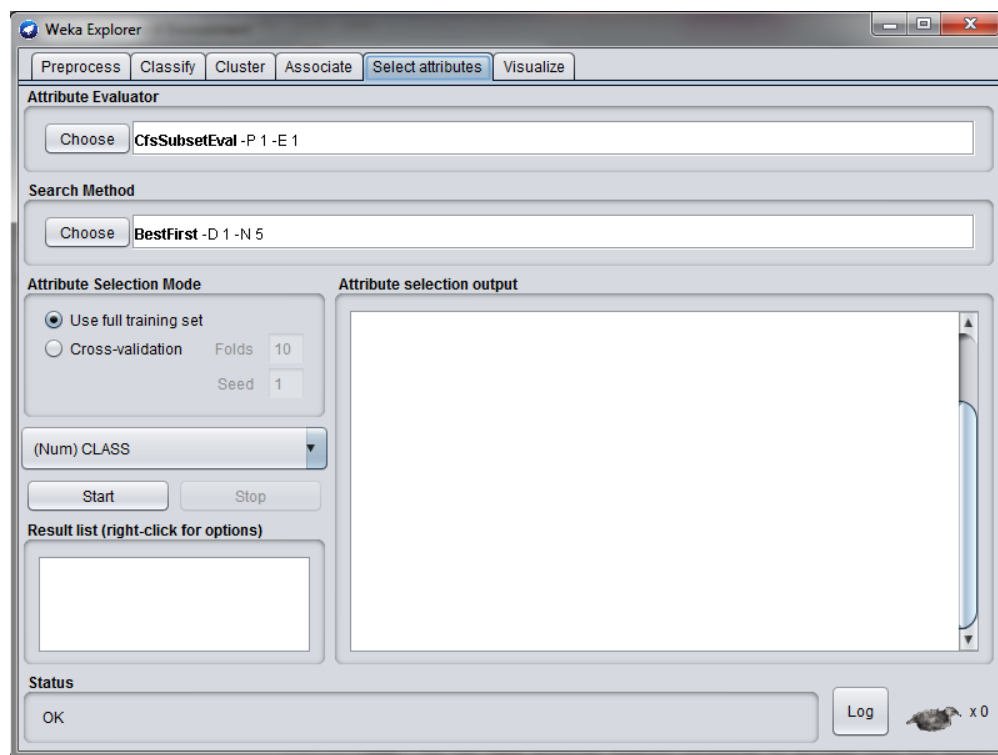 Weka Explorer
Preprocess Classify Cluster Associate Select attributes Visualize
Attribute Evaluator
Choose CfsSubsetEval -P 1 -E 1
Search Method
Choose BestFirst -D 1 -N 5
Attribute Selection Mode
Use full training set
Cross-validation Folds 10
Seed 1
Attribute selection output
(Num) CLASS
Start Stop
Result list (right-click for options)
Status
OK
Log x 0